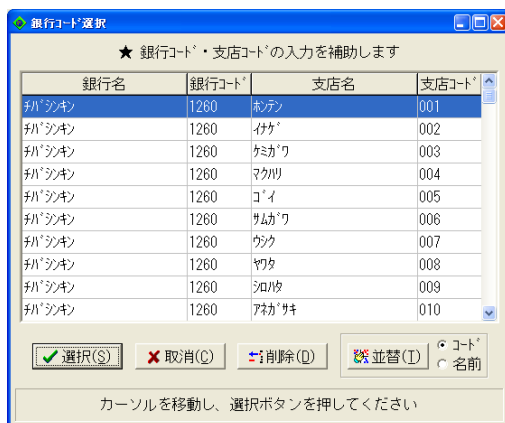 銀行ｺｰﾄﾞ選択
★ 銀行ｺｰﾄﾞ・支店ｺｰﾄﾞの入力を補助します
銀行名 銀行ｺｰﾄﾞ 支店名 支店ｺｰﾄﾞ
ﾁﾊﾞｼﾝｷﾝ 1260 ﾎﾝﾃﾝ 001
ﾁﾊﾞｼﾝｷﾝ 1260 ｲﾅｹﾞ 002
ﾁﾊﾞｼﾝｷﾝ 1260 ｹﾐｶﾞﾜ 003
ﾁﾊﾞｼﾝｷﾝ 1260 ﾏｸﾊﾘ 004
ﾁﾊﾞｼﾝｷﾝ 1260 ｺﾞｲ 005
ﾁﾊﾞｼﾝｷﾝ 1260 ｻﾑｶﾞﾜ 006
ﾁﾊﾞｼﾝｷﾝ 1260 ｳｼｸ 007
ﾁﾊﾞｼﾝｷﾝ 1260 ﾔﾜﾀ 008
ﾁﾊﾞｼﾝｷﾝ 1260 ｼﾛﾊﾀ 009
ﾁﾊﾞｼﾝｷﾝ 1260 ｱﾈｶﾞｻｷ 010
選択(S) 取消(C) 削除(D) 並替(T) ｺｰﾄﾞ
名前
カーソルを移動し、選択ボタンを押してください